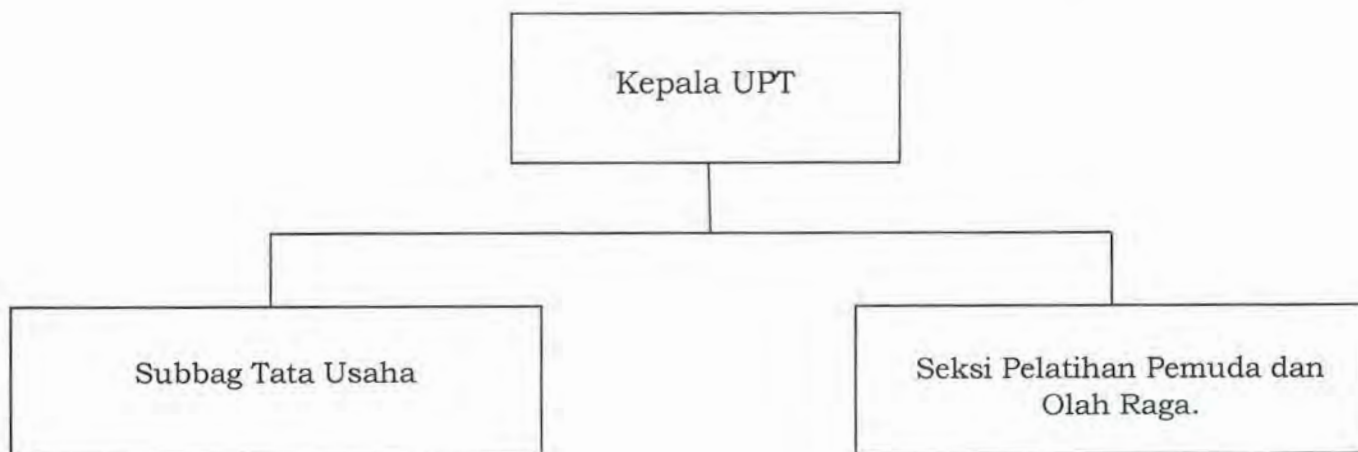 Kepala UPT
Subbag Tata Usaha
Seksi Pelatihan Pemuda dan
Olah Raga.